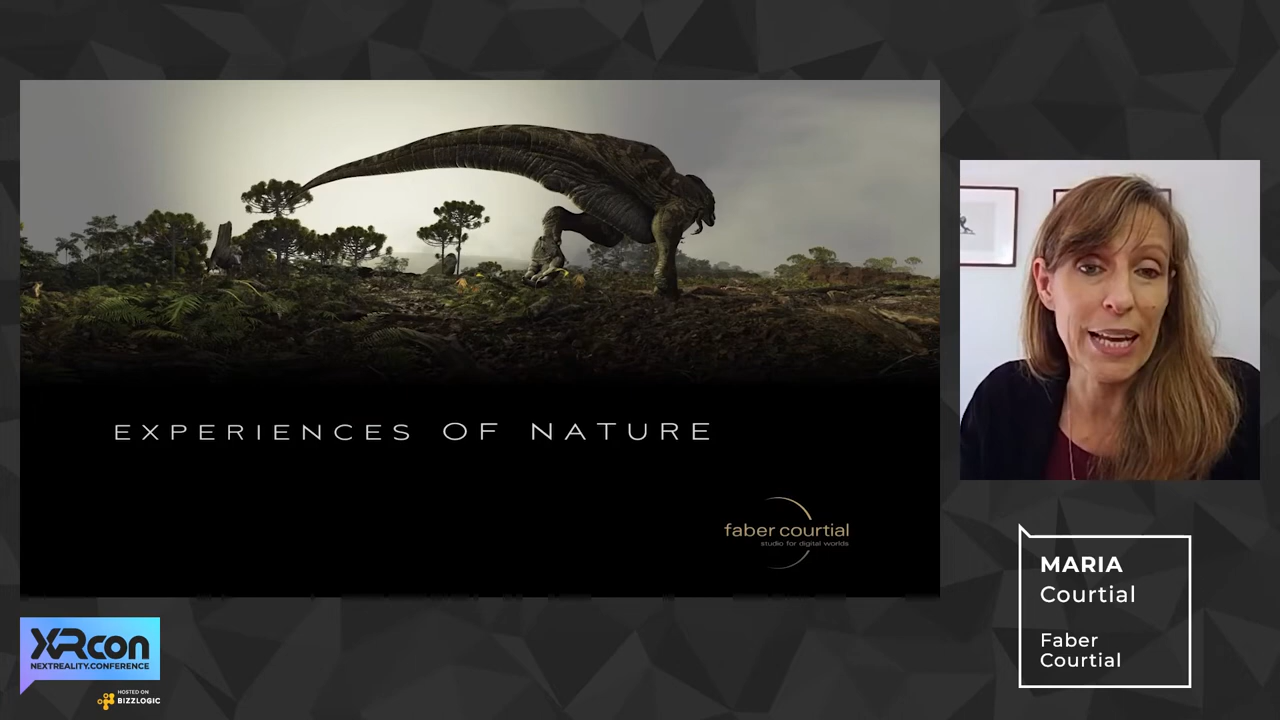 EXPERIENCES OF NATURE
faber courtial
studio for digital worlds
MARIA
Courtial
Faber
Courtial
XRcon
NEXTREALITY.CONFERENCE
HOSTED ON
BIZZLOGIC